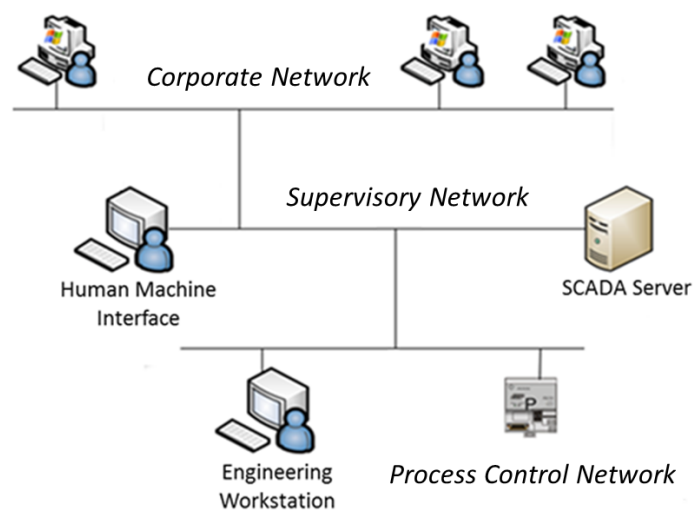 Corporate Network
Supervisory Network
Human Machine
Interface
SCADA Server
P
Engineering
Workstation
Process Control Network